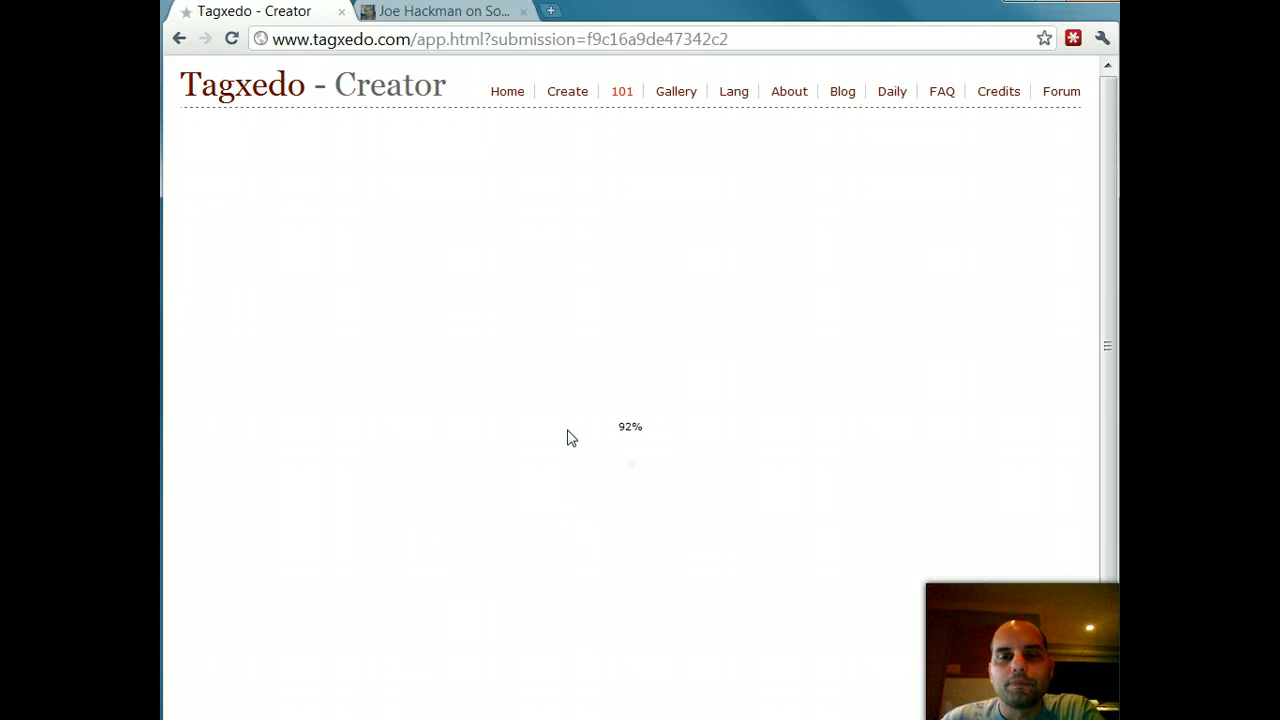 Tagxedo - Creator
Joe Hackman on So...
www.tagxedo.com/app.html?submission=f9c16a9de47342c2
Tagxedo - Creator
Home Create 101 Gallery Lang About Blog Daily FAQ Credits Forum
92%